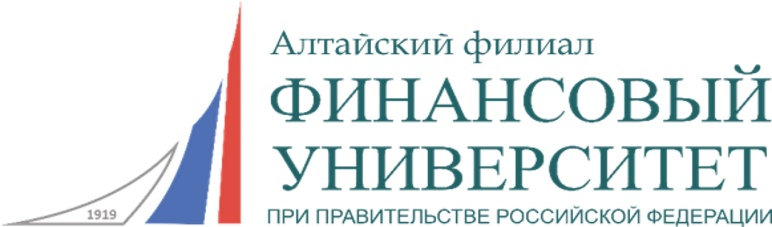 Алтайский филиал
ФИНАНСОВЫЙ
УНИВЕРСИТЕТ
ПРИ ПРАВИТЕЛЬСТВЕ РОССИЙСКОЙ ФЕДЕРАЦИИ
1919